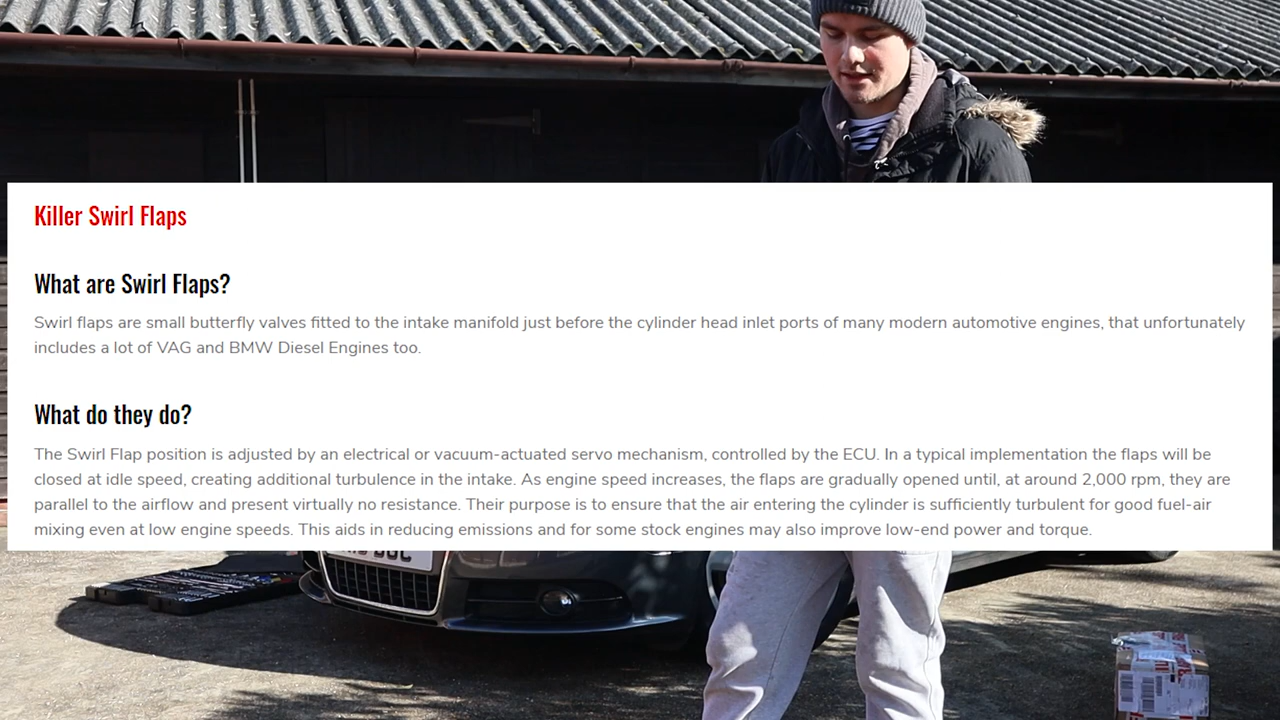 Killer Swirl Flaps
What are Swirl Flaps?
Swirl flaps are small butterfly valves fitted to the intake manifold just before the cylinder head inlet ports of many modern automotive engines, that unfortunately
includes a lot of VAG and BMW Diesel Engines too.
What do they do?
The Swirl Flap position is adjusted by an electrical or vacuum-actuated servo mechanism, controlled by the ECU. In a typical implementation the flaps will be
closed at idle speed, creating additional turbulence in the intake. As engine speed increases, the flaps are gradually opened until, at around 2,000 rpm, they are
parallel to the airflow and present virtually no resistance. Their purpose is to ensure that the air entering the cylinder is sufficiently turbulent for good fuel-air
mixing even at low engine speeds. This aids in reducing emissions and for some stock engines may also improve low-end power and torque.